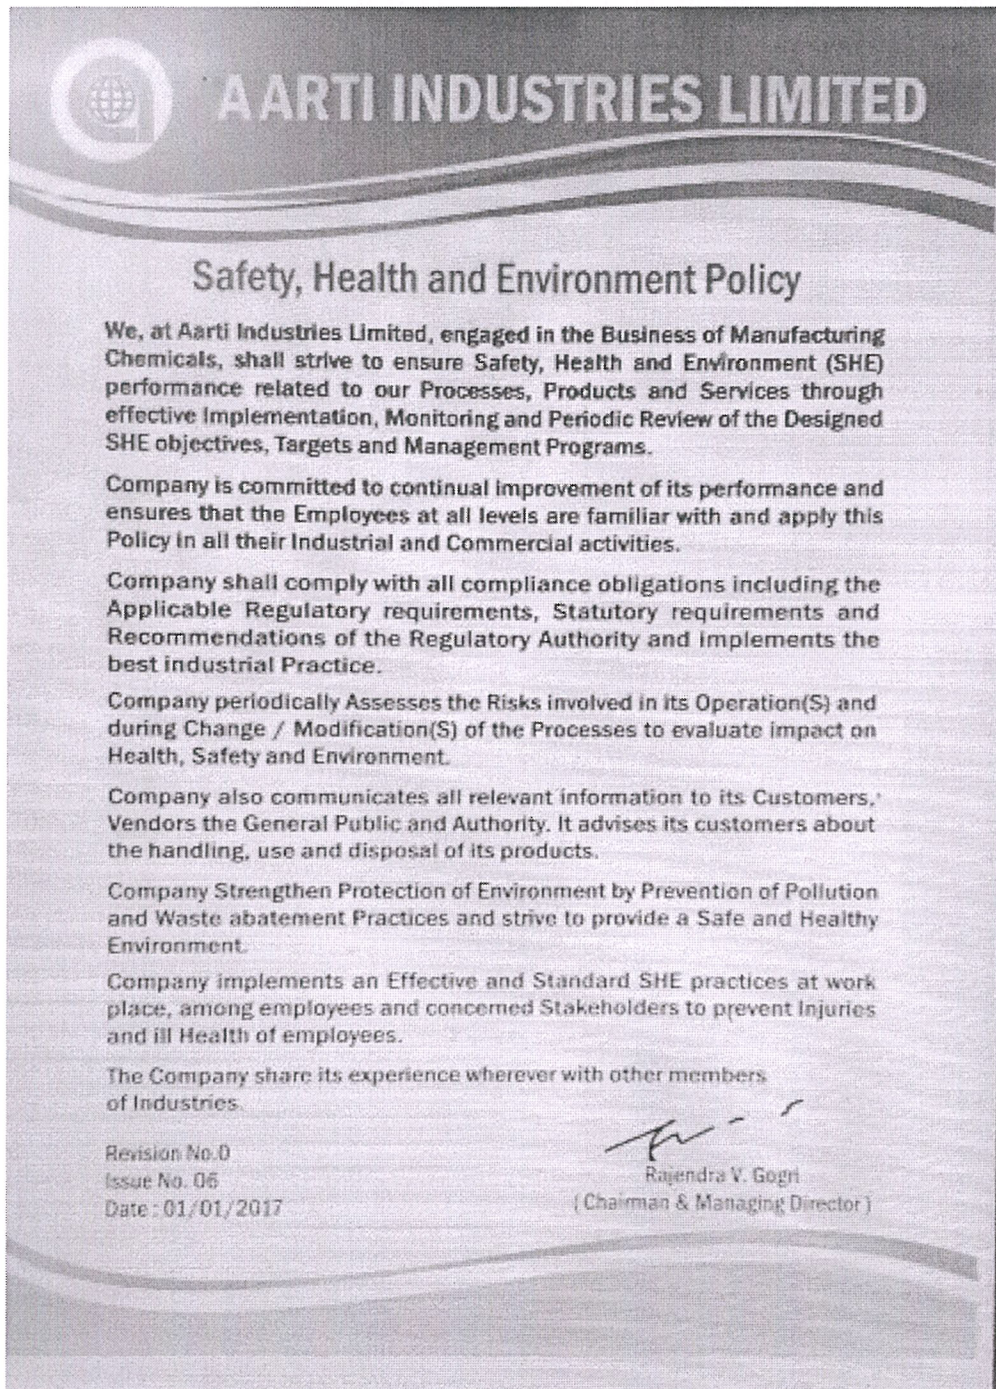 AARTI INDUSTRIES LIMITED
Safety, Health and Environment Policy
We, at Aarti Industries Limited, engaged in the Business of Manufacturing
Chemicals, shall strive to ensure Safety, Health and Environment (SHE)
performance related to our Processes, Products and Services through
effective Implementation, Monitoring and Periodic Review of the Designed
SHE objectives, Targets and Management Programs.
Company is committed to continual improvement of its performance and
ensures that the Employees at all levels are familiar with and apply this
Policy in all their Industrial and Commercial activities.
Company shall comply with all compliance obligations including the
Applicable Regulatory requirements, Statutory requirements and
Recommendations of the Regulatory Authority and implements the
best industrial Practice.
Company periodically Assesses the Risks involved in its Operation(S) and
during Change / Modification(S) of the Processes to evaluate impact on
Health, Safety and Environment.
Company also communicates all relevant information to its Customers,
Vendors the General Public and Authority. It advises its customers about
the handling, use and disposal of its products.
Company Strengthen Protection of Environment by Prevention of Pollution
and Waste abatement Practices and strive to provide a Safe and Healthy
Environment.
Company implements an Effective and Standard SHE practices at work
place, among employees and concerned Stakeholders to prevent Injuries
and ill Health of employees.
The Company share its experience wherever with other members
of Industries.
Revision No.0
Issue No. 06
Date : 01/01/2017
Rajendra V. Gogri
( Chairman & Managing Director )